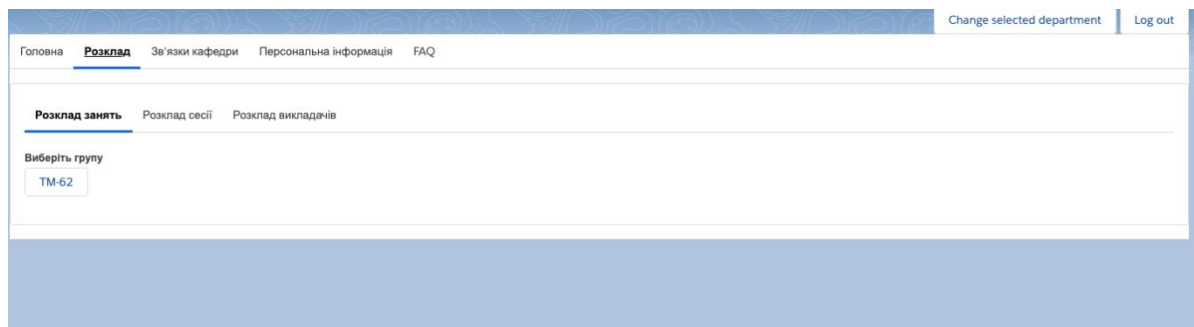 Change selected department Log out
Головна Розклад Зв'язки кафедри Персональна інформація FAQ
Розклад занять Розклад сесії Розклад викладачів
Виберіть групу
TM-62